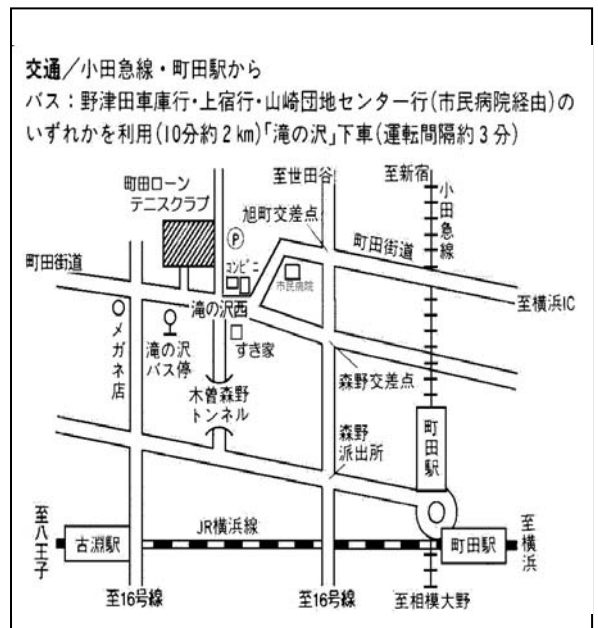 交通／小田急線・町田駅から
バス：野津田車庫行・上宿行・山崎団地センター行(市民病院経由)の
いずれかを利用(10分約2km)「滝の沢」下車(運転間隔約3分)
至世田谷
至新宿
町田ローン
テニスクラブ
小田急線
旭町交差点
P
町田街道
町田街道
コンビニ
市民病院
至横浜IC
滝の沢西
メガネ店
滝の沢
バス停
すき家
森野交差点
木曽森野
トンネル
町田駅
森野
派出所
至八王子
古淵駅
JR横浜線
町田駅
至横浜
至16号線
至16号線
至相模大野